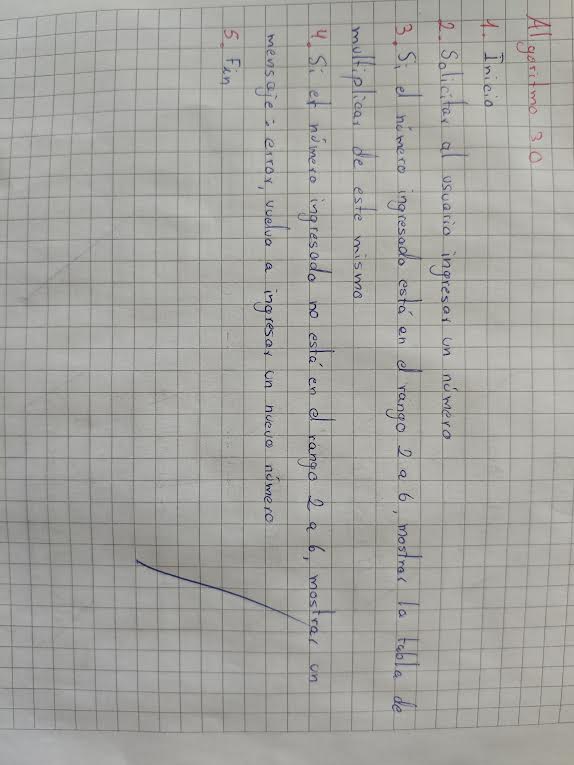 Algoritmo 3.0
1. Inicio
2. Solicitar al usuario ingresar un número
3. Si el número ingresado está en el rango 2 a 6, mostrar la tabla de
multiplicar de este mismo
4. Si el número ingresado no está en el rango 2 a 6, mostrar un
mensaje: error, vuelva a ingresar un nuevo número
5. Fin